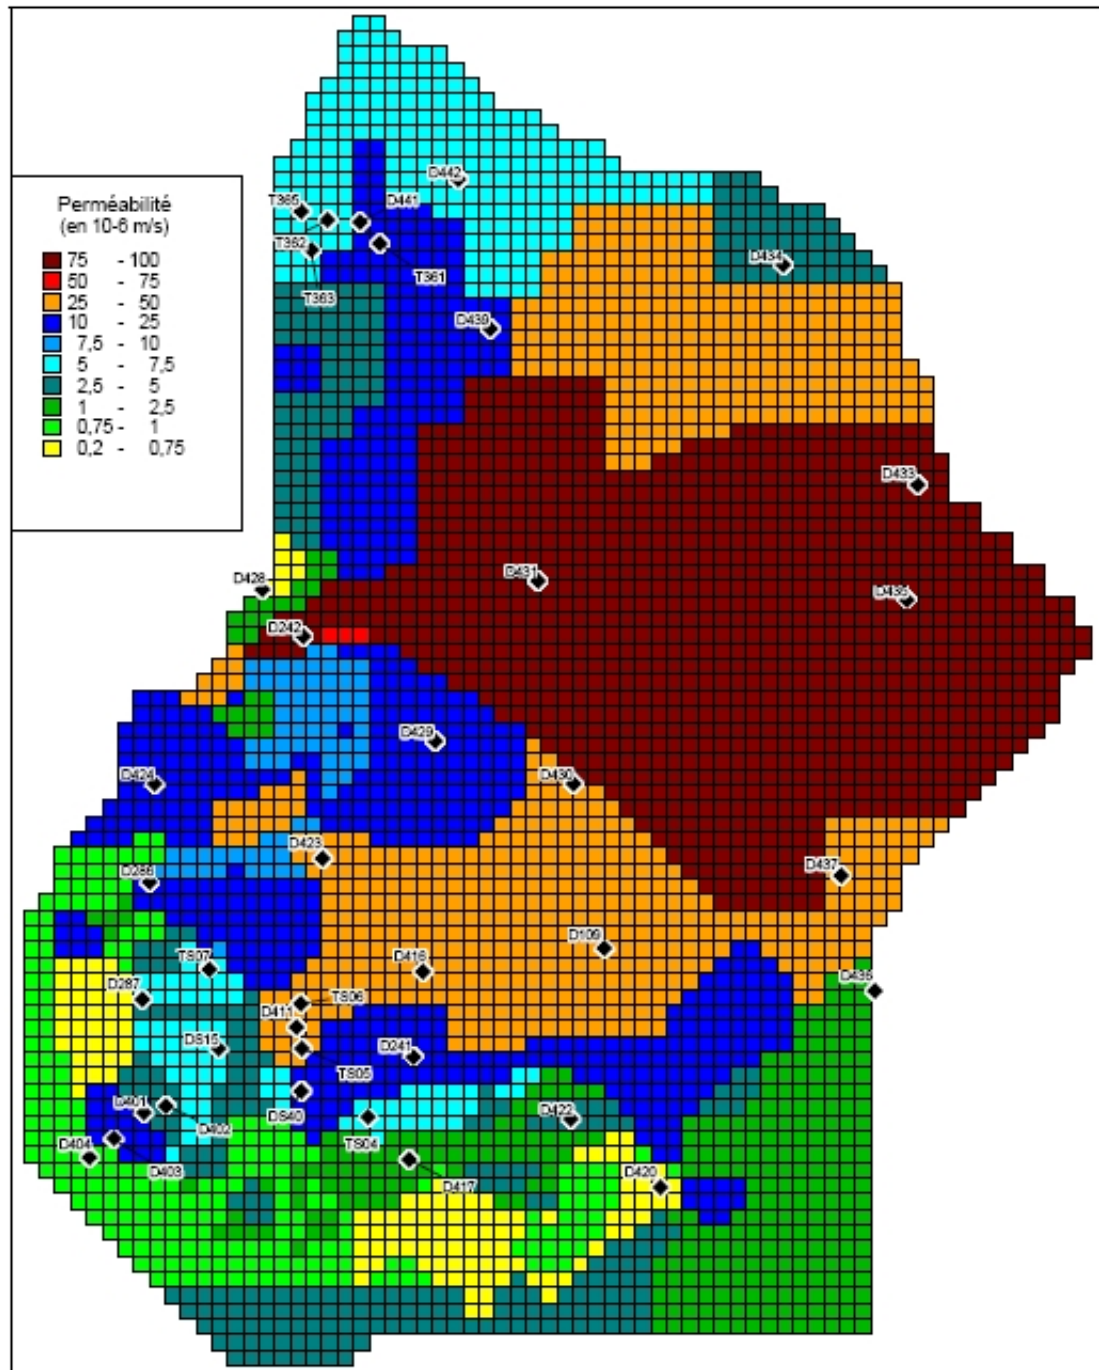 D442
T365
D441
T362
T361
T363
D434
D439
Perméabilité
(en 10-6 m/s)
75 - 100
50 - 75
25 - 50
10 - 25
7,5 - 10
5 - 7,5
2,5 - 5
1 - 2,5
0,75 - 1
0,2 - 0,75
D433
D431
D428
D435
D242
D429
D424
D430
D423
D286
D437
D109
TS07
D416
D287
TS06
D436
D411
DS15
D241
TS05
D401
DS40
D422
D402
D404
D403
TS04
D417
D420